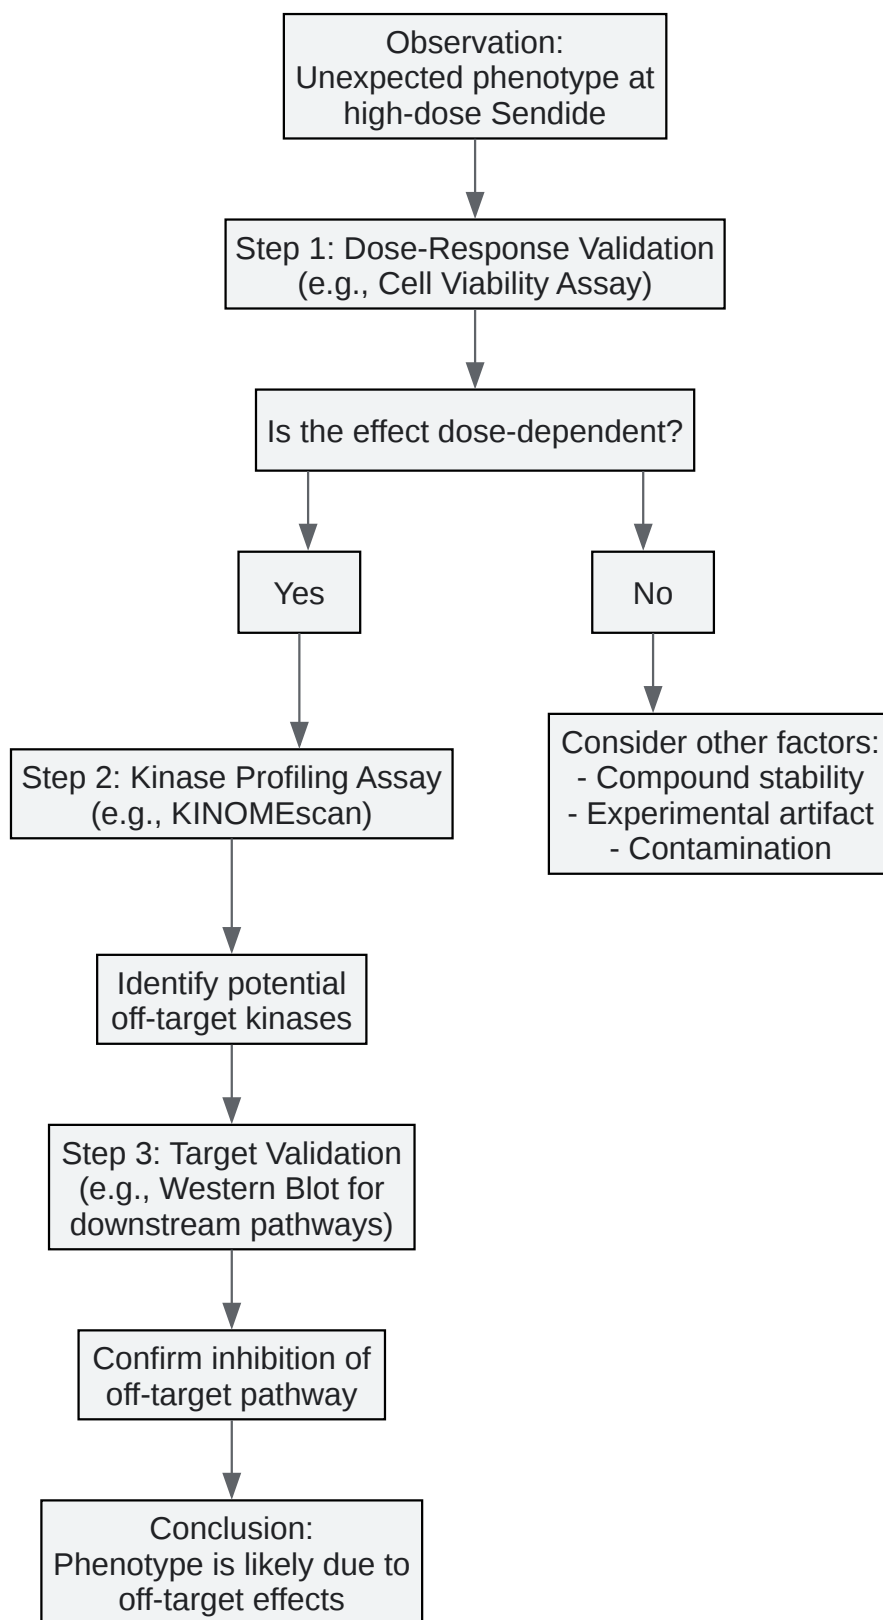 Observation:
Unexpected phenotype at
high-dose Sendide
Step 1: Dose-Response Validation
(e.g., Cell Viability Assay)
Is the effect dose-dependent?
Yes
No
Step 2: Kinase Profiling Assay
(e.g., KINOMEscan)
Consider other factors:
- Compound stability
- Experimental artifact
- Contamination
Identify potential
off-target kinases
Step 3: Target Validation
(e.g., Western Blot for
downstream pathways)
Confirm inhibition of
off-target pathway
Conclusion:
Phenotype is likely due to
off-target effects